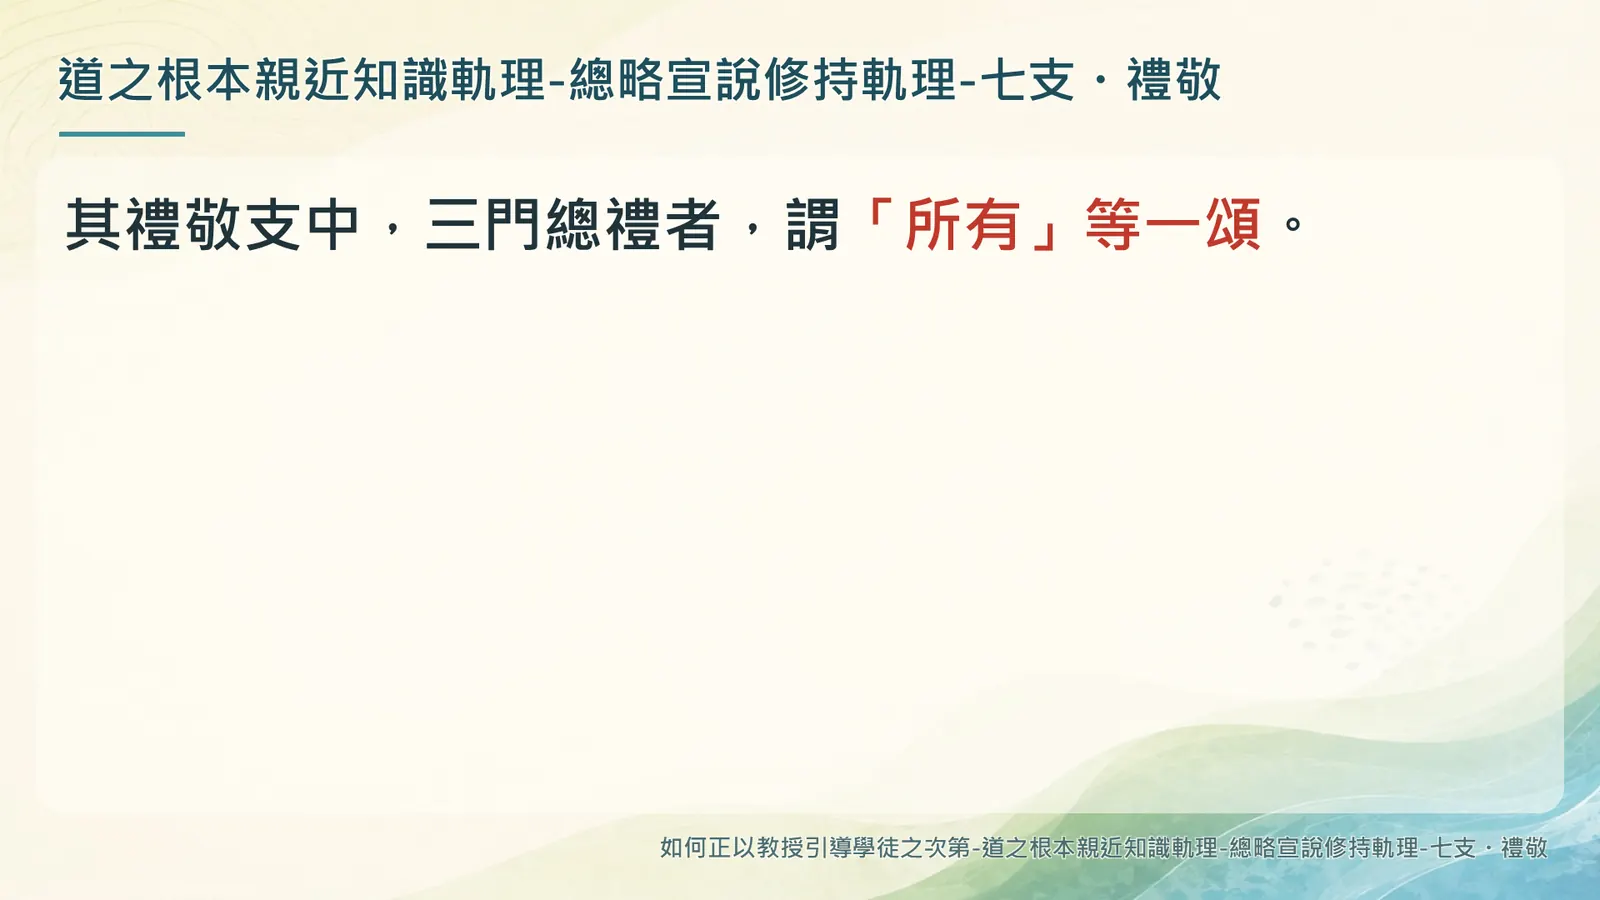 道之根本親近知識軌理-總略宣說修持軌理-七支・禮敬
其禮敬支中，三門總禮者，謂「所有」等一頌。
如何正以教授引導學徒之次第-道之根本親近知識軌理-總略宣說修持軌理-七支・禮敬